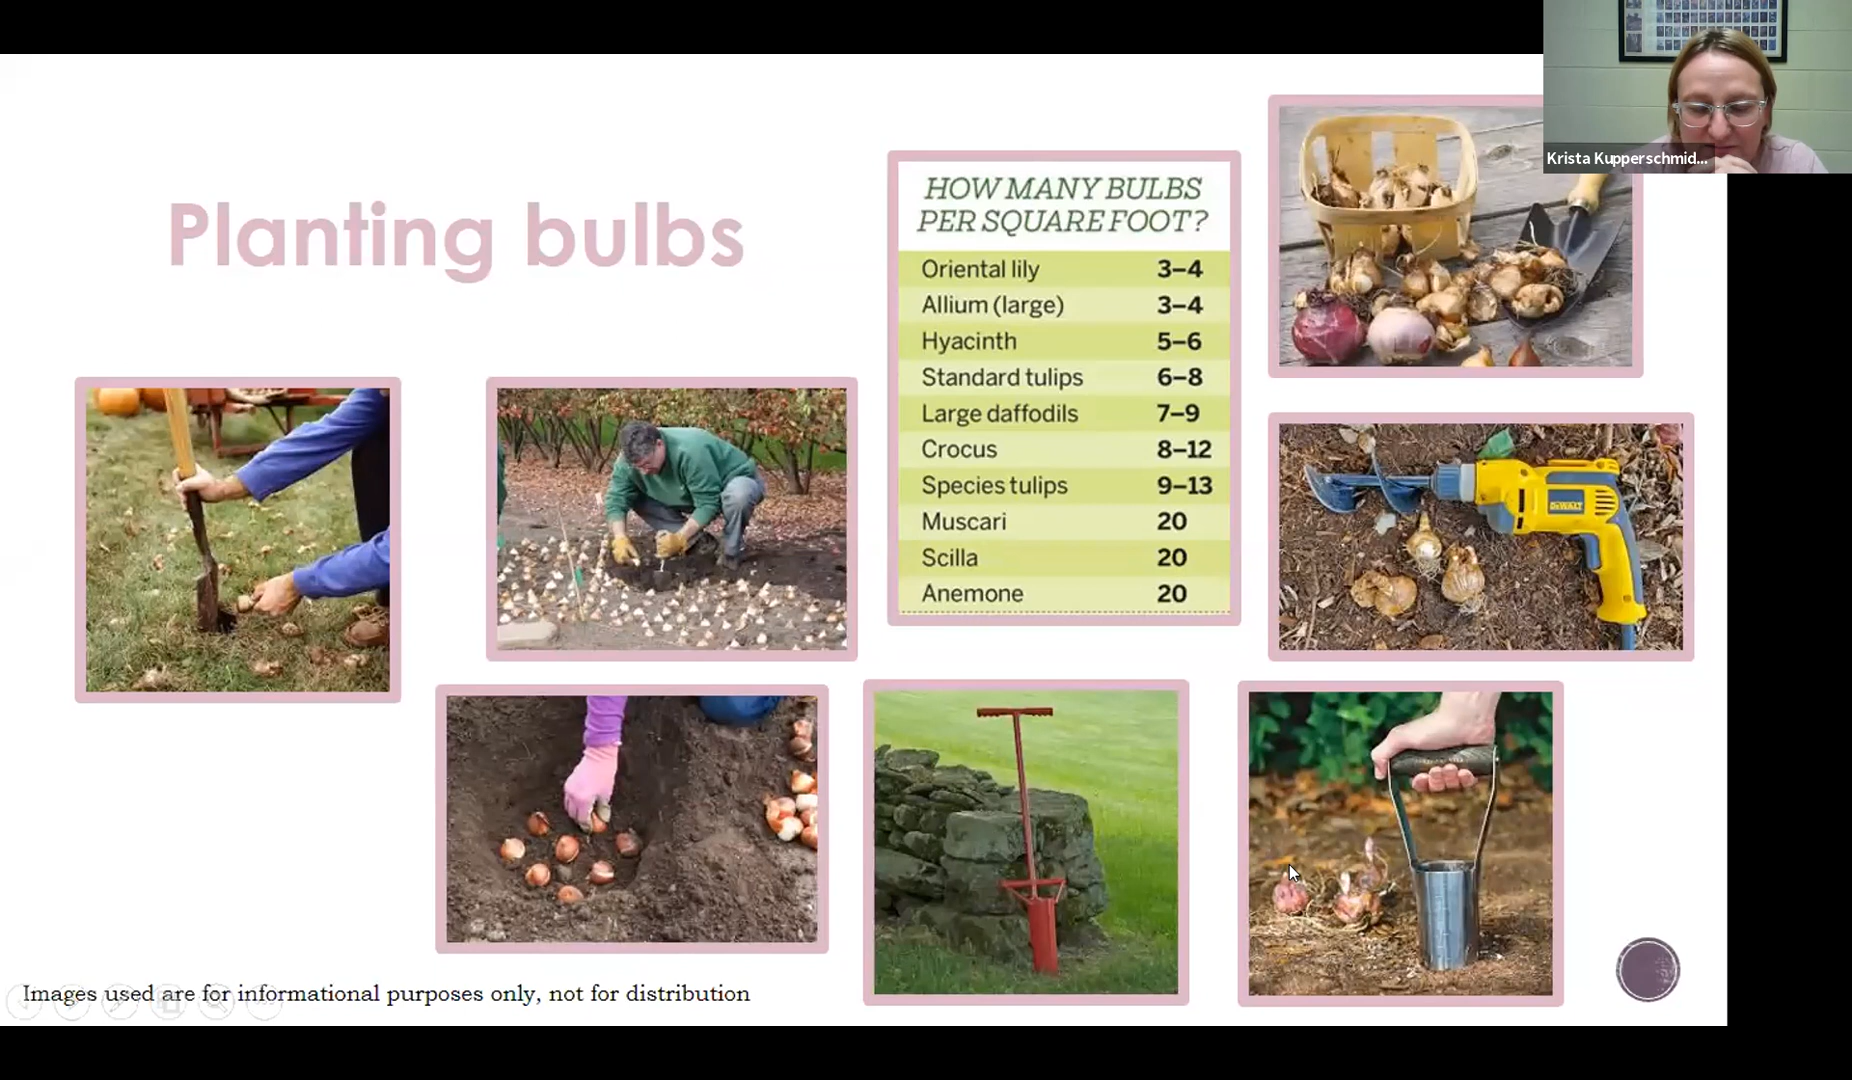 Krista Kupperschmid...
Planting bulbs
HOW MANY BULBS
PER SQUARE FOOT?
Oriental lily 3–4
Allium (large) 3–4
Hyacinth 5–6
Standard tulips 6–8
Large daffodils 7–9
Crocus 8–12
Species tulips 9–13
Muscari 20
Scilla 20
Anemone 20
DEWALT
Images used are for informational purposes only, not for distribution